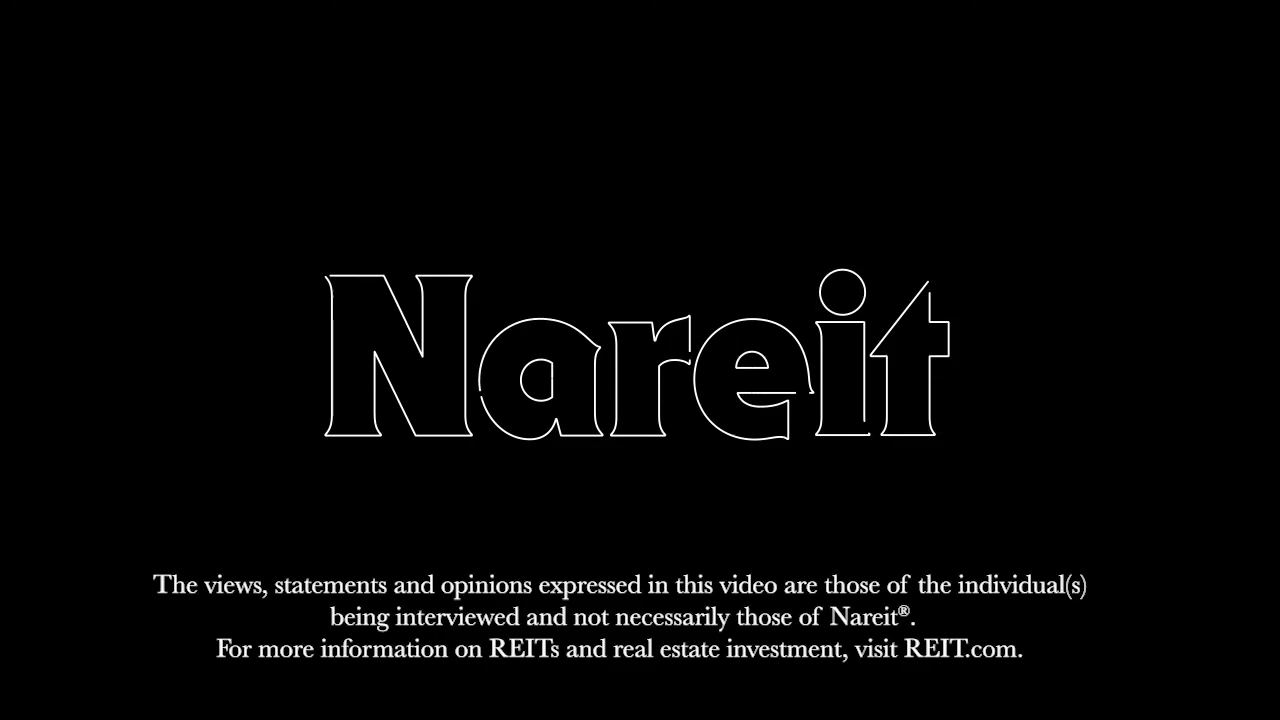 Nareit
The views, statements and opinions expressed in this video are those of the individual(s)
being interviewed and not necessarily those of Nareit®.
For more information on REITs and real estate investment, visit REIT.com.